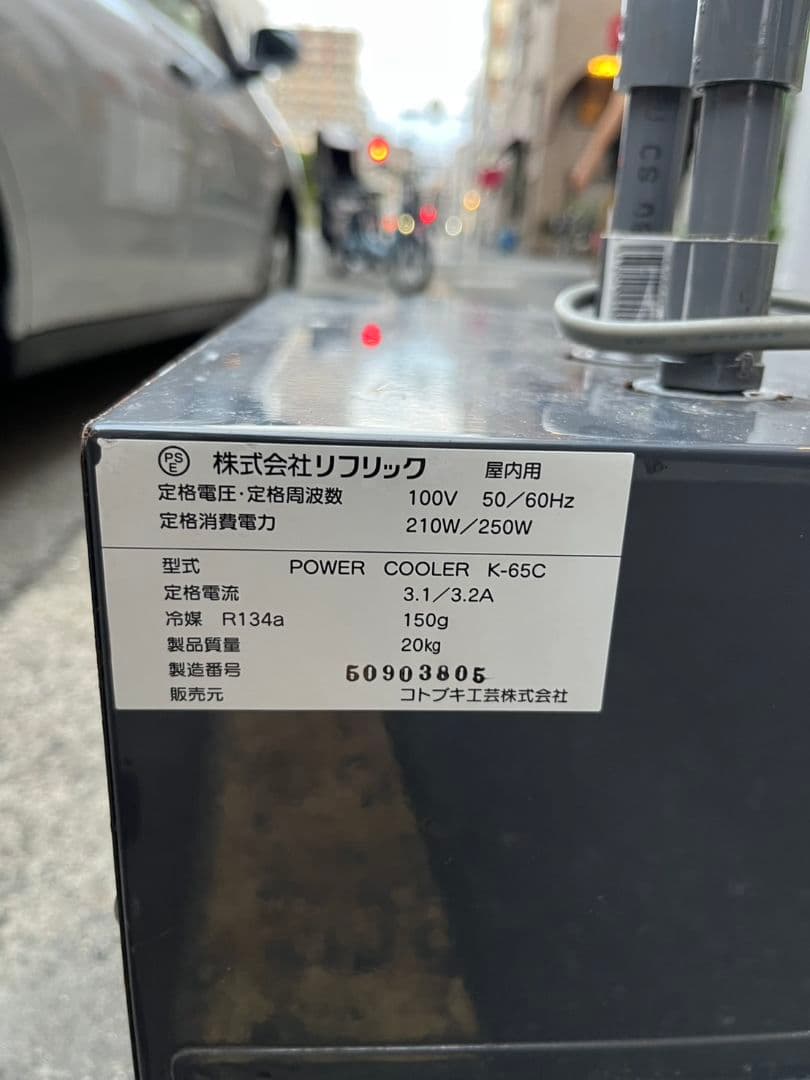 PSE 株式会社リフリック 屋内用
定格電圧・定格周波数 100V 50/60Hz
定格消費電力 210W/250W
型式 POWER COOLER K-65C
定格電流 3.1/3.2A
冷媒 R134a 150g
製品質量 20kg
製造番号 50903805
販売元 コトブキ工芸株式会社